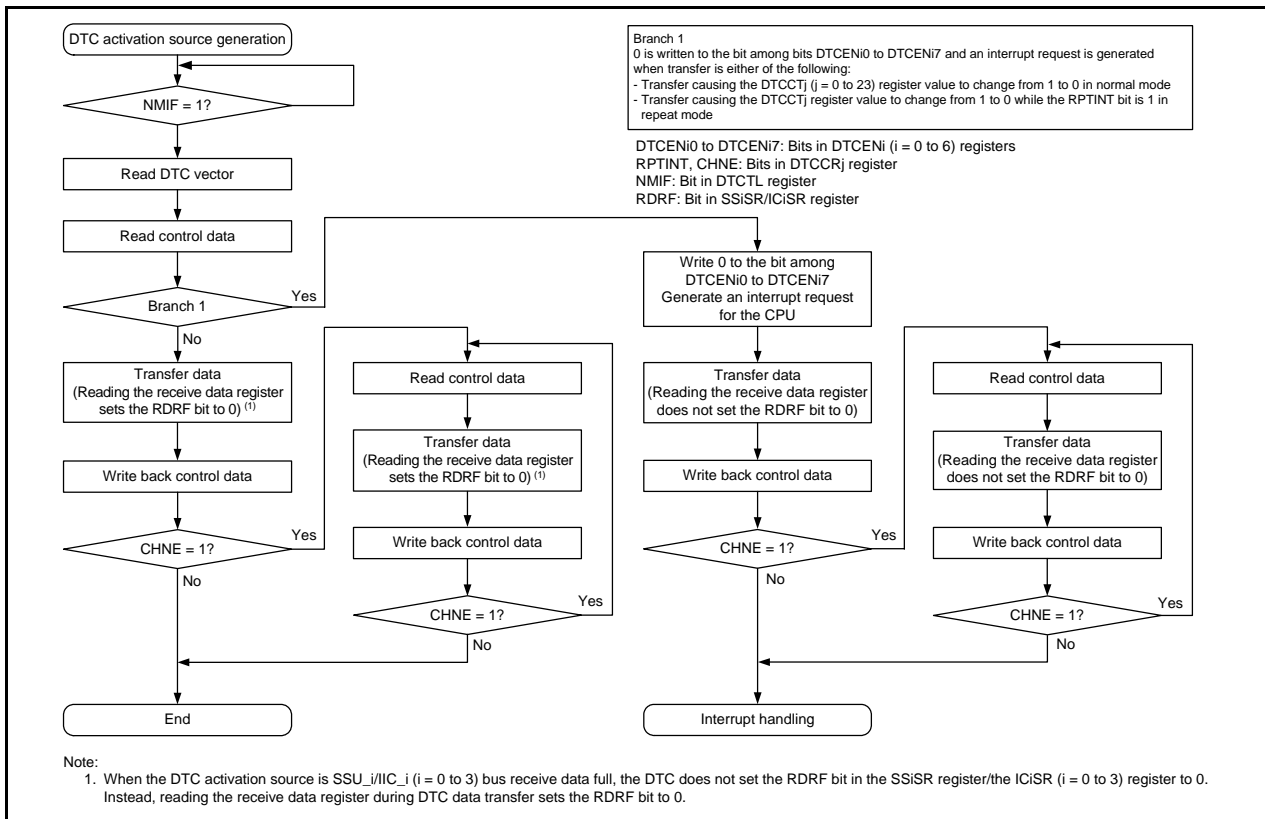 DTC activation source generation
NMIF = 1?
Read DTC vector
Read control data
Branch 1
Yes
No
Transfer data
(Reading the receive data register
sets the RDRF bit to 0) (1)
Write back control data
CHNE = 1?
Yes
No
End
Read control data
Transfer data
(Reading the receive data register
sets the RDRF bit to 0) (1)
Write back control data
CHNE = 1?
Yes
No
Branch 1
0 is written to the bit among bits DTCENi0 to DTCENi7 and an interrupt request is generated
when transfer is either of the following:
- Transfer causing the DTCCTj (j = 0 to 23) register value to change from 1 to 0 in normal mode
- Transfer causing the DTCCTj register value to change from 1 to 0 while the RPTINT bit is 1 in
repeat mode
DTCENi0 to DTCENi7: Bits in DTCENi (i = 0 to 6) registers
RPTINT, CHNE: Bits in DTCCRj register
NMIF: Bit in DTCTL register
RDRF: Bit in SSiSR/ICiSR register
Write 0 to the bit among
DTCENi0 to DTCENi7
Generate an interrupt request
for the CPU
Transfer data
(Reading the receive data register
does not set the RDRF bit to 0)
Write back control data
CHNE = 1?
Yes
No
Interrupt handling
Read control data
Transfer data
(Reading the receive data register
does not set the RDRF bit to 0)
Write back control data
CHNE = 1?
Yes
No
Note:
1. When the DTC activation source is SSU_i/IIC_i (i = 0 to 3) bus receive data full, the DTC does not set the RDRF bit in the SSiSR register/the ICiSR (i = 0 to 3) register to 0.
Instead, reading the receive data register during DTC data transfer sets the RDRF bit to 0.